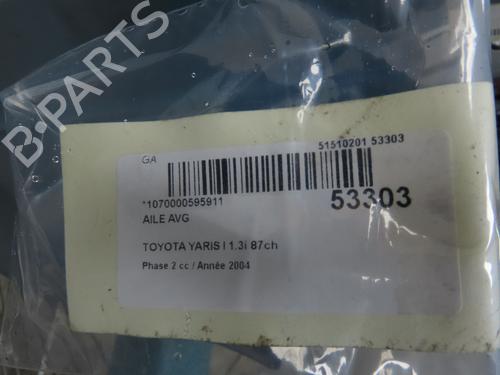 B-PARTS
GA
51510201 53303
*1070000595911
53303
AILE AVG
TOYOTA YARIS I 1.3i 87ch
Phase 2 cc / Année 2004